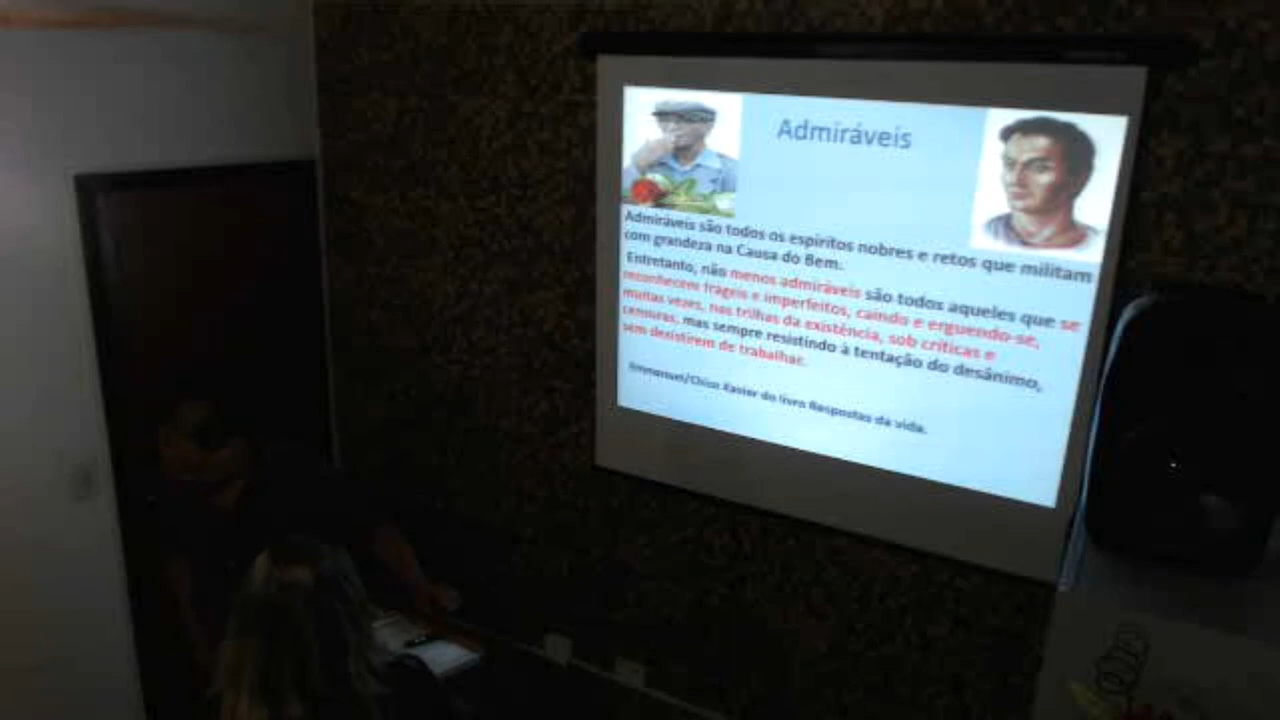 Admiráveis
Admiráveis são todos os espíritos nobres e retos que militam
com grandeza na Causa do Bem.
Entretanto, não menos admiráveis são todos aqueles que se
reconhecem frágeis e imperfeitos, caindo e erguendo-se,
muitas vezes, nas trilhas da existência, sob críticas e
censuras, mas sempre resistindo à tentação do desânimo,
sem desistirem de trabalhar.
Emmanuel/Chico Xavier do livro Respostas da vida.